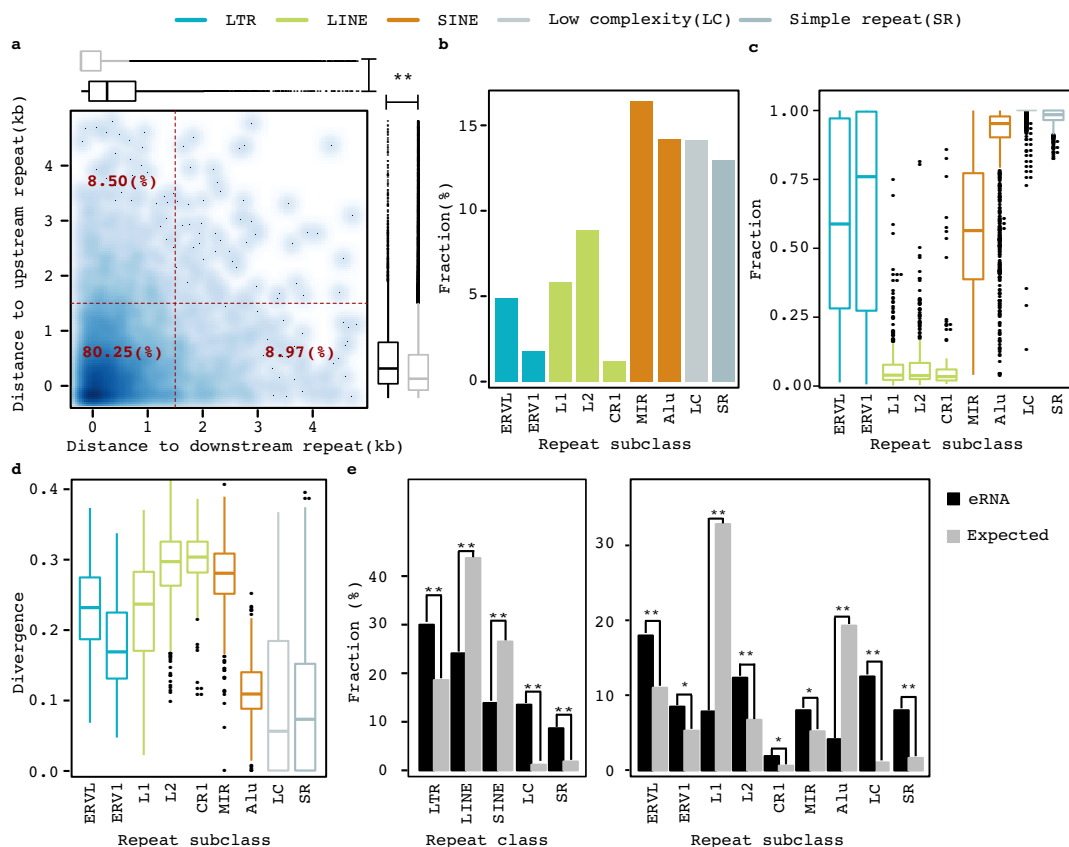 LTR LINE SINE Low complexity(LC) Simple repeat(SR)
a
**
Distance to upstream repeat(kb)
4
3
2
1
0
8.50(%)
80.25(%)
8.97(%)
0 1 2 3 4
Distance to downstream repeat(kb)
b
Fraction(%)
15
10
5
0
ERVL ERV1 L1 L2 CR1 MIR Alu LC SR
Repeat subclass
c
Fraction
1.00
0.75
0.50
0.25
0.00
ERVL ERV1 L1 L2 CR1 MIR Alu LC SR
Repeat subclass
d
Divergence
0.4
0.3
0.2
0.1
0.0
ERVL ERV1 L1 L2 CR1 MIR Alu LC SR
Repeat subclass
e
Fraction (%)
40
30
20
10
0
** ** ** ** **
LTR LINE SINE LC SR
Repeat class
30
20
10
0
** * ** ** * * ** ** **
ERVL ERV1 L1 L2 CR1 MIR Alu LC SR
Repeat subclass
eRNA
Expected